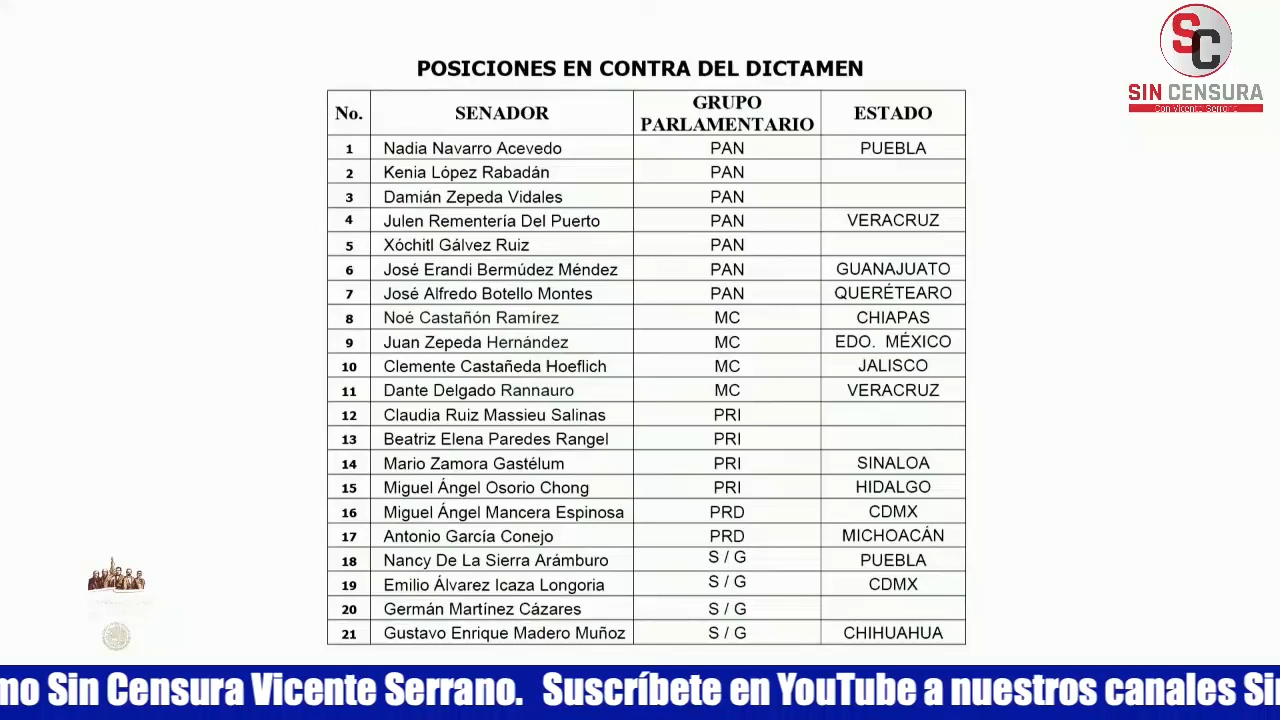 SC
SIN CENSURA
Con Vicente Serrano
POSICIONES EN CONTRA DEL DICTAMEN
No. SENADOR GRUPO PARLAMENTARIO ESTADO
1 Nadia Navarro Acevedo PAN PUEBLA
2 Kenia López Rabadán PAN
3 Damián Zepeda Vidales PAN
4 Julen Rementería Del Puerto PAN VERACRUZ
5 Xóchitl Gálvez Ruiz PAN
6 José Erandi Bermúdez Méndez PAN GUANAJUATO
7 José Alfredo Botello Montes PAN QUERÉTEARO
8 Noé Castañón Ramírez MC CHIAPAS
9 Juan Zepeda Hernández MC EDO. MÉXICO
10 Clemente Castañeda Hoeflich MC JALISCO
11 Dante Delgado Rannauro MC VERACRUZ
12 Claudia Ruiz Massieu Salinas PRI
13 Beatriz Elena Paredes Rangel PRI
14 Mario Zamora Gastélum PRI SINALOA
15 Miguel Ángel Osorio Chong PRI HIDALGO
16 Miguel Ángel Mancera Espinosa PRD CDMX
17 Antonio García Conejo PRD MICHOACÁN
18 Nancy De La Sierra Arámburo S / G PUEBLA
19 Emilio Álvarez Icaza Longoria S / G CDMX
20 Germán Martínez Cázares S / G
21 Gustavo Enrique Madero Muñoz S / G CHIHUAHUA
mo Sin Censura Vicente Serrano. Suscríbete en YouTube a nuestros canales Sin